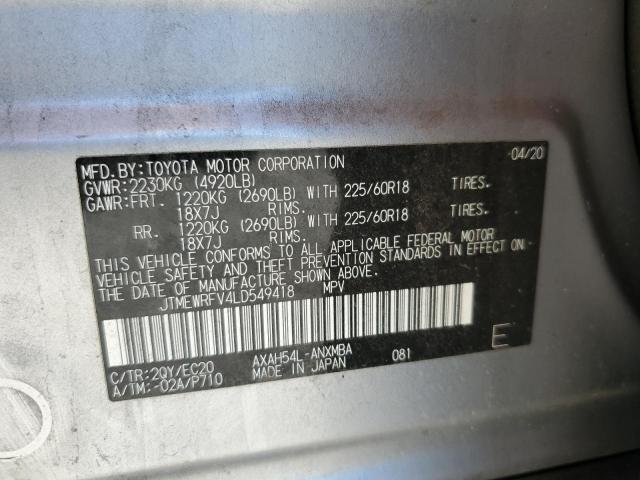 MFD.BY:TOYOTA MOTOR CORPORATION 04/20
GVWR:2230KG (4920LB)
GAWR:FRT. 1220KG (2690LB) WITH 225/60R18 TIRES.
18X7J RIMS.
RR. 1220KG (2690LB) WITH 225/60R18 TIRES.
18X7J RIMS.
THIS VEHICLE CONFORMS TO ALL APPLICABLE FEDERAL MOTOR
VEHICLE SAFETY AND THEFT PREVENTION STANDARDS IN EFFECT ON
THE DATE OF MANUFACTURE SHOWN ABOVE.
JTMEWRFV4LD549418 MPV
C/TR:2QY/EC20 AXAH54L-ANXMBA 081 E
A/TM:-02A/P710 MADE IN JAPAN